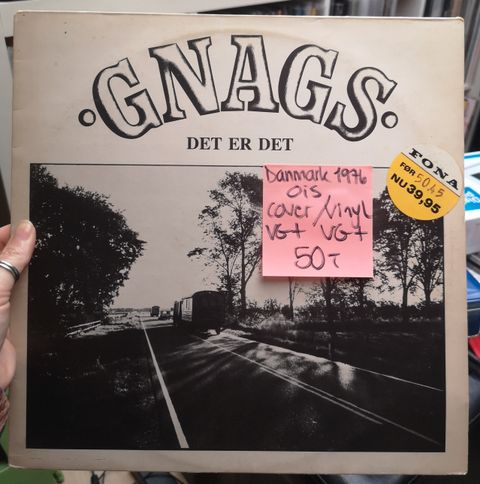 ·GNAGS·
DET ER DET
FONA
FØR 50.45
NU 39,95
Danmark 1976
OIS
cover/vinyl
VG+ VG+
50,-